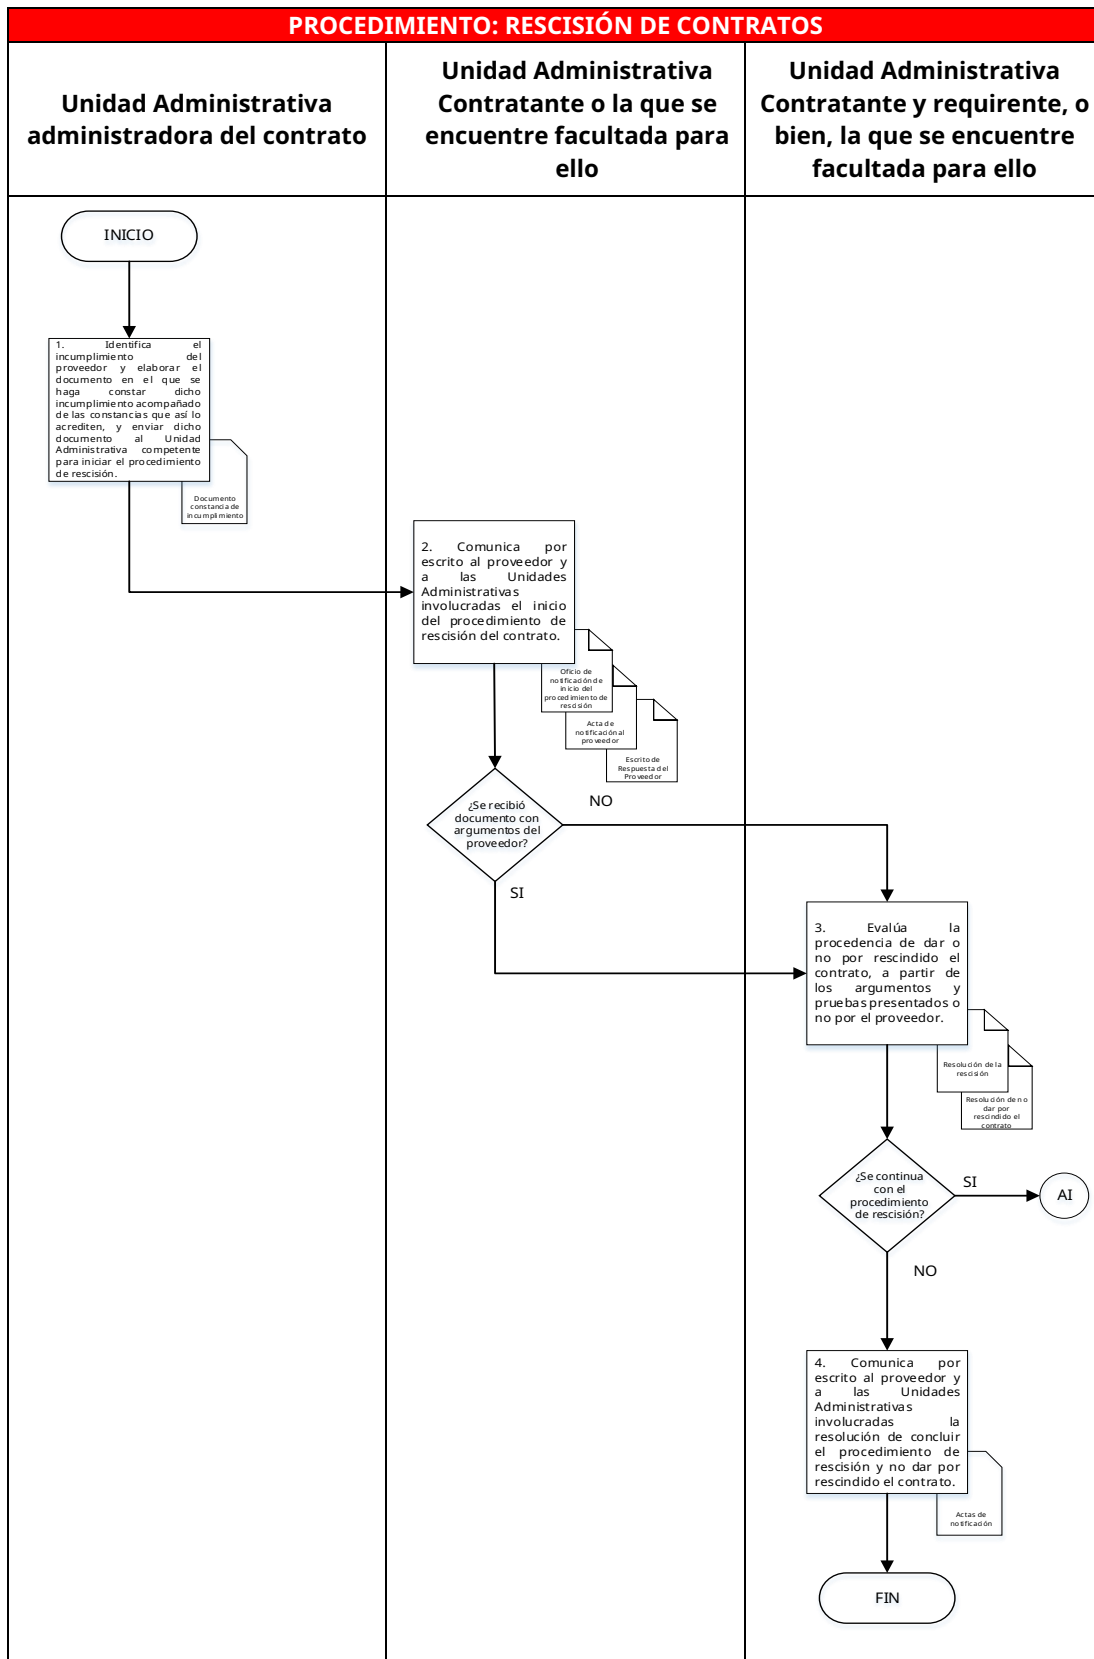 PROCEDIMIENTO: RESCISIÓN DE CONTRATOS
Unidad Administrativa
administradora del contrato
Unidad Administrativa
Contratante o la que se
encuentre facultada para
ello
Unidad Administrativa
Contratante y requirente, o
bien, la que se encuentre
facultada para ello
INICIO
1. Identifica el
incumplimiento del
proveedor y elaborar el
documento en el que se
haga constar dicho
incumplimiento acompañado
de las constancias que así lo
acrediten, y enviar dicho
documento al Unidad
Administrativa competente
para iniciar el procedimiento
de rescisión.
Documento
constancia de
incumplimiento
2. Comunica por
escrito al proveedor y
a las Unidades
Administrativas
involucradas el inicio
del procedimiento de
rescisión del contrato.
Oficio de
notificación de
inicio del
procedimiento de
rescisión
Acta de
notificación al
proveedor
Escrito de
Respuesta del
Proveedor
¿Se recibió
documento con
argumentos del
proveedor?
NO
SI
3. Evalúa la
procedencia de dar o
no por rescindido el
contrato, a partir de
los argumentos y
pruebas presentados o
no por el proveedor.
Resolución de la
rescisión
Resolución de no
dar por
rescindido el
contrato
¿Se continua
con el
procedimiento
de rescisión?
SI
AI
NO
4. Comunica por
escrito al proveedor y
a las Unidades
Administrativas
involucradas la
resolución de concluir
el procedimiento de
rescisión y no dar por
rescindido el contrato.
Actas de
notificación
FIN